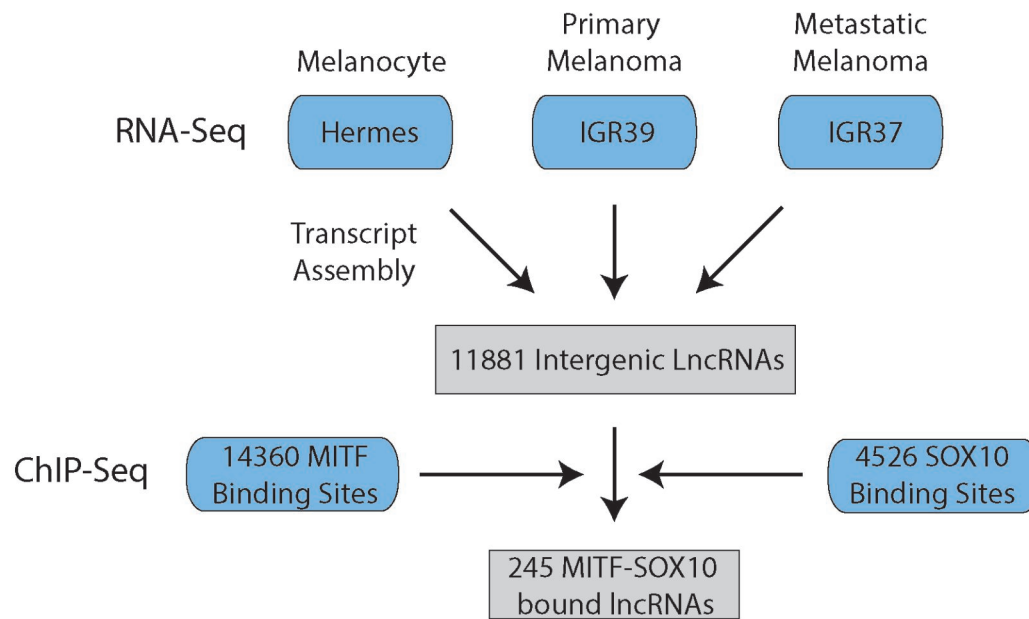 Melanocyte
Primary
Melanoma
Metastatic
Melanoma
RNA-Seq
Hermes
IGR39
IGR37
Transcript
Assembly
11881 Intergenic LncRNAs
ChIP-Seq
14360 MITF
Binding Sites
4526 SOX10
Binding Sites
245 MITF-SOX10
bound lncRNAs